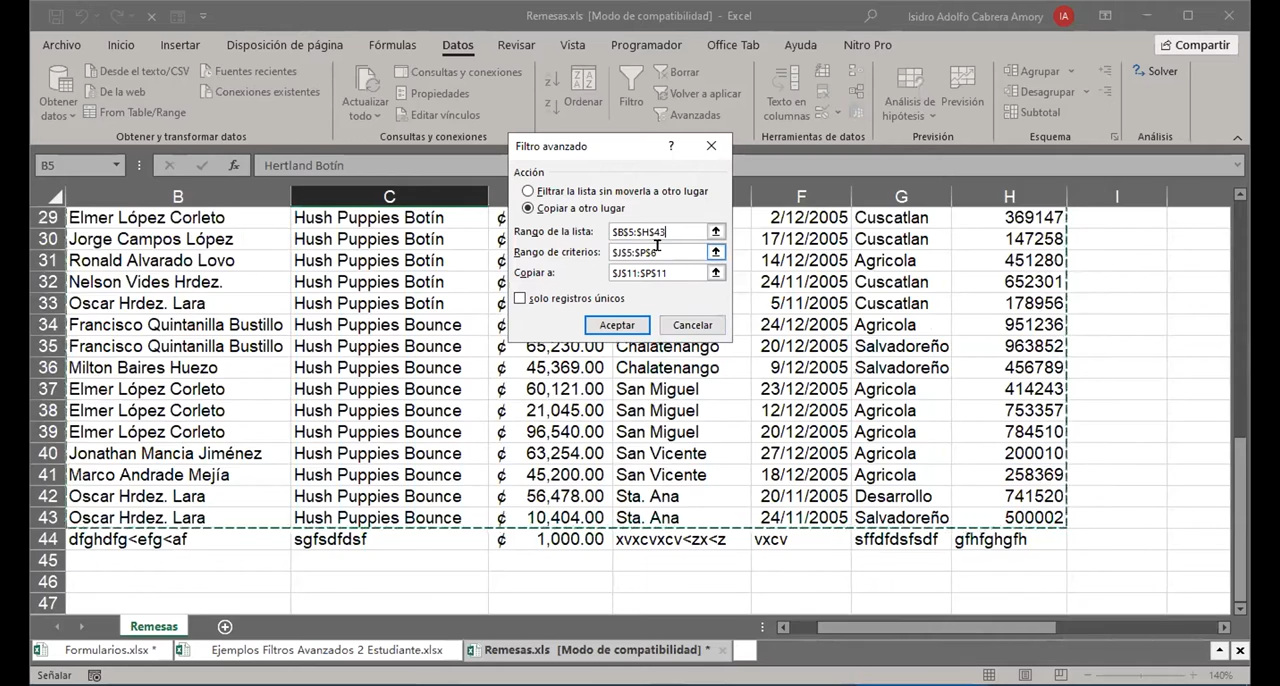 Remesas.xls [Modo de compatibilidad] - Excel
Isidro Adolfo Cabrera Amory IA
Archivo Inicio Insertar Disposición de página Fórmulas Datos Revisar Vista Programador Office Tab Ayuda Nitro Pro Compartir
Obtener datos
Desde el texto/CSV
De la web
From Table/Range
Fuentes recientes
Conexiones existentes
Obtener y transformar datos
Actualizar todo
Consultas y conexiones
Propiedades
Editar vínculos
Consultas y conexiones
Ordenar
Filtro
Borrar
Volver a aplicar
Avanzadas
Texto en columnas
Herramientas de datos
Análisis de hipótesis
Previsión
Previsión
Agrupar
Desagrupar
Subtotal
Esquema
Solver
Análisis
B5 fx Hertland Botín
Filtro avanzado ?
Acción
Filtrar la lista sin moverla a otro lugar
Copiar a otro lugar
Rango de la lista: $B$5:$H$43
Rango de criterios: $J$5:$P$6
Copiar a: $J$11:$P$11
Solo registros únicos
Aceptar Cancelar
B C F G H I
29 Elmer López Corleto Hush Puppies Botín ¢ 2/12/2005 Cuscatlan 369147
30 Jorge Campos López Hush Puppies Botín ¢ 17/12/2005 Cuscatlan 147258
31 Ronald Alvarado Lovo Hush Puppies Botín ¢ 14/12/2005 Agricola 451280
32 Nelson Vides Hrdez. Hush Puppies Botín ¢ 24/11/2005 Cuscatlan 652301
33 Oscar Hrdez. Lara Hush Puppies Botín ¢ 5/11/2005 Cuscatlan 178956
34 Francisco Quintanilla Bustillo Hush Puppies Bounce ¢ 24/12/2005 Agricola 951236
35 Francisco Quintanilla Bustillo Hush Puppies Bounce ¢ 65,230.00 Chalatenango 20/12/2005 Salvadoreño 963852
36 Milton Baires Huezo Hush Puppies Bounce ¢ 45,369.00 Chalatenango 9/12/2005 Salvadoreño 456789
37 Elmer López Corleto Hush Puppies Bounce ¢ 60,121.00 San Miguel 23/12/2005 Agricola 414243
38 Elmer López Corleto Hush Puppies Bounce ¢ 21,045.00 San Miguel 12/12/2005 Agricola 753357
39 Elmer López Corleto Hush Puppies Bounce ¢ 96,540.00 San Miguel 20/12/2005 Agricola 784510
40 Jonathan Mancia Jiménez Hush Puppies Bounce ¢ 63,254.00 San Vicente 27/12/2005 Agricola 200010
41 Marco Andrade Mejía Hush Puppies Bounce ¢ 45,200.00 San Vicente 18/12/2005 Agricola 258369
42 Oscar Hrdez. Lara Hush Puppies Bounce ¢ 56,478.00 Sta. Ana 20/11/2005 Desarrollo 741520
43 Oscar Hrdez. Lara Hush Puppies Bounce ¢ 10,404.00 Sta. Ana 24/11/2005 Salvadoreño 500002
44 dfghdfg<efg<af sgfsdfdsf ¢ 1,000.00 xvxcvxcv<zx<z vxcv sffdfdsfsdf gfhfghgfh
45
46
47
Remesas
Formularios.xlsx * Ejemplos Filtros Avanzados 2 Estudiante.xlsx Remesas.xls [Modo de compatibilidad] *
Señalar 140%